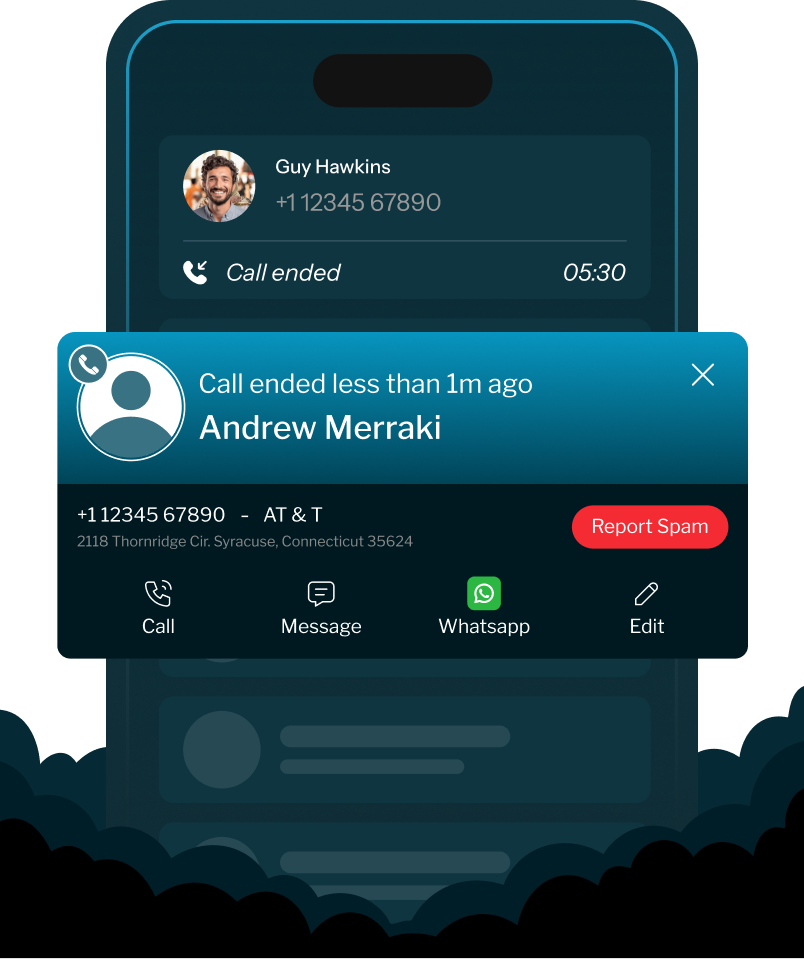 Guy Hawkins
+1 12345 67890
Call ended 05:30
Call ended less than 1m ago
Andrew Merraki
+1 12345 67890 - AT & T
Report Spam
2118 Thornridge Cir. Syracuse, Connecticut 35624
Call Message Whatsapp Edit